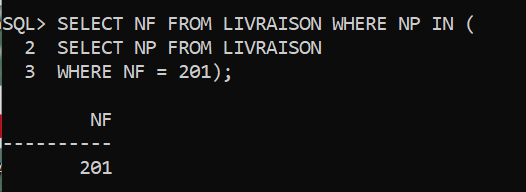 SQL> SELECT NF FROM LIVRAISON WHERE NP IN (
  2  SELECT NP FROM LIVRAISON
  3  WHERE NF = 201);
        NF
----------
       201